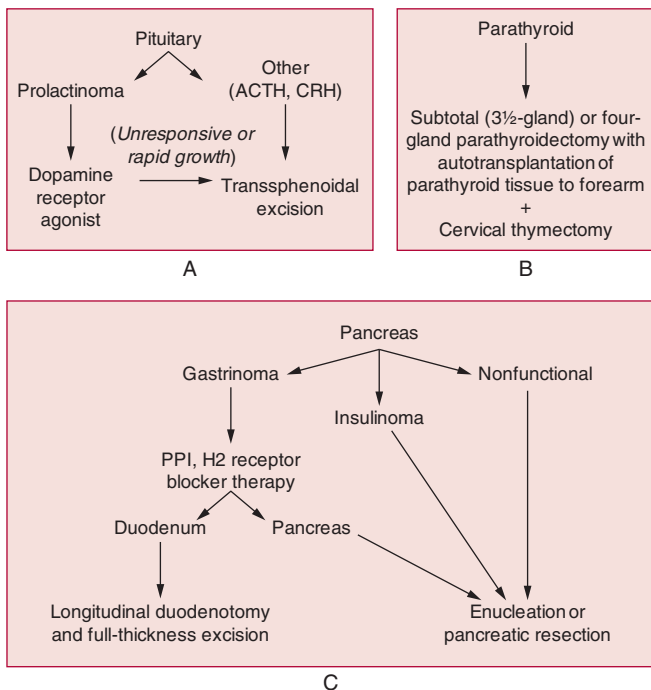 Pituitary
Prolactinoma
Other
(ACTH, CRH)
(Unresponsive or
rapid growth)
Dopamine
receptor
agonist
Transsphenoidal
excision
A
Parathyroid
Subtotal (3½-gland) or four-
gland parathyroidectomy with
autotransplantation of
parathyroid tissue to forearm
+
Cervical thymectomy
B
Pancreas
Gastrinoma
Nonfunctional
Insulinoma
PPI, H2 receptor
blocker therapy
Duodenum
Pancreas
Longitudinal duodenotomy
and full-thickness excision
Enucleation or
pancreatic resection
C